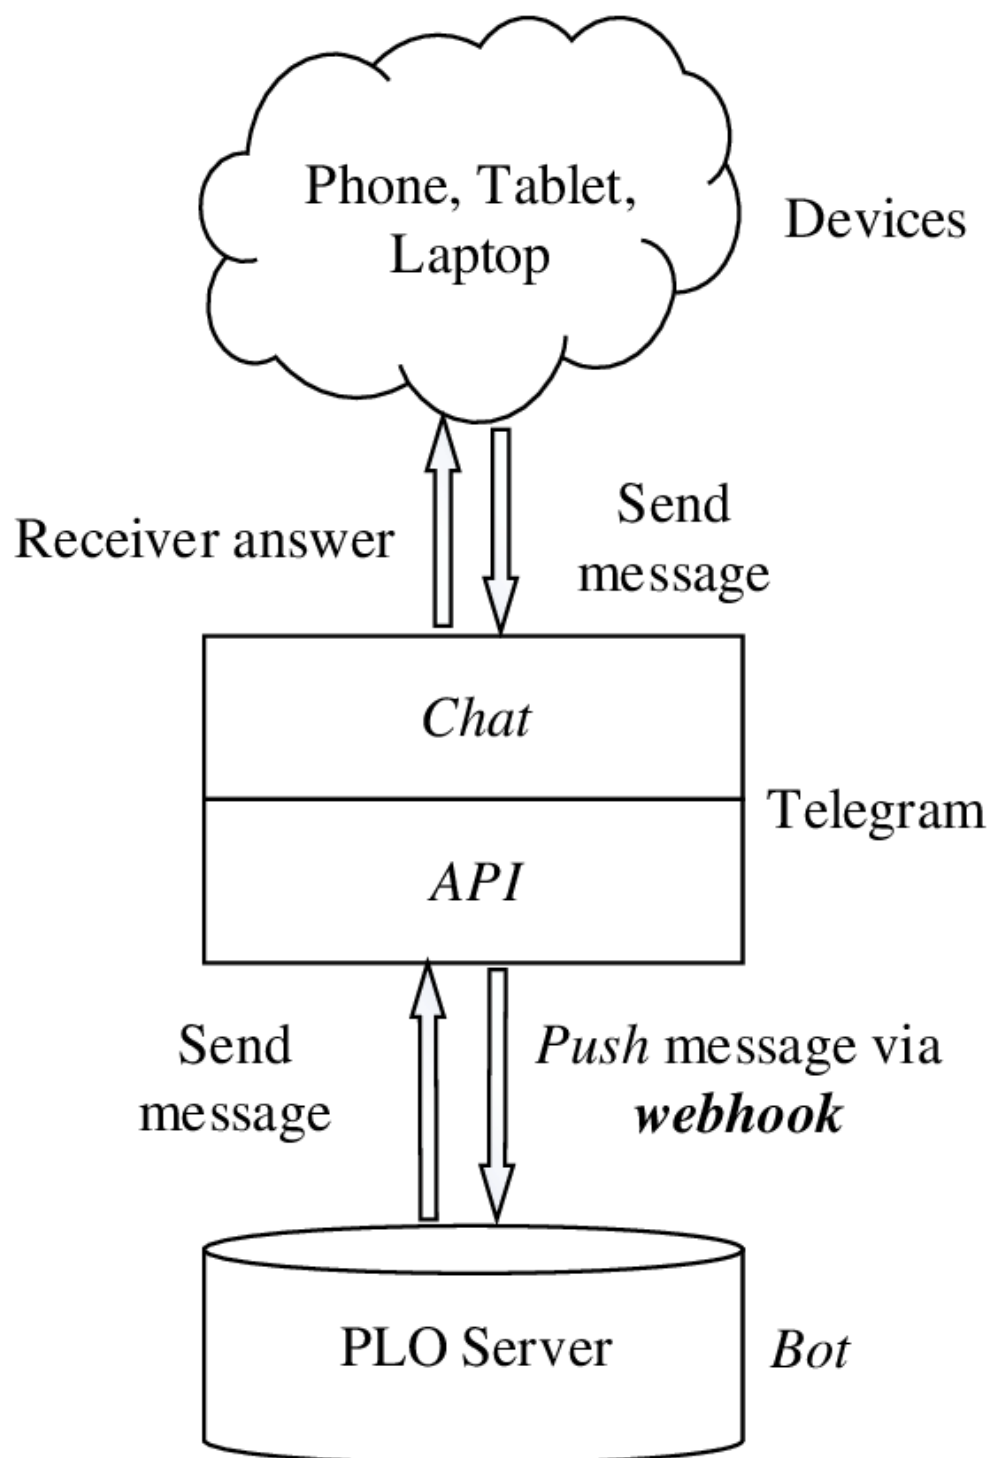 Phone, Tablet,
Laptop
Devices
Receiver answer
Send
message
Chat
API
Telegram
Send
message
Push message via
webhook
PLO Server
Bot